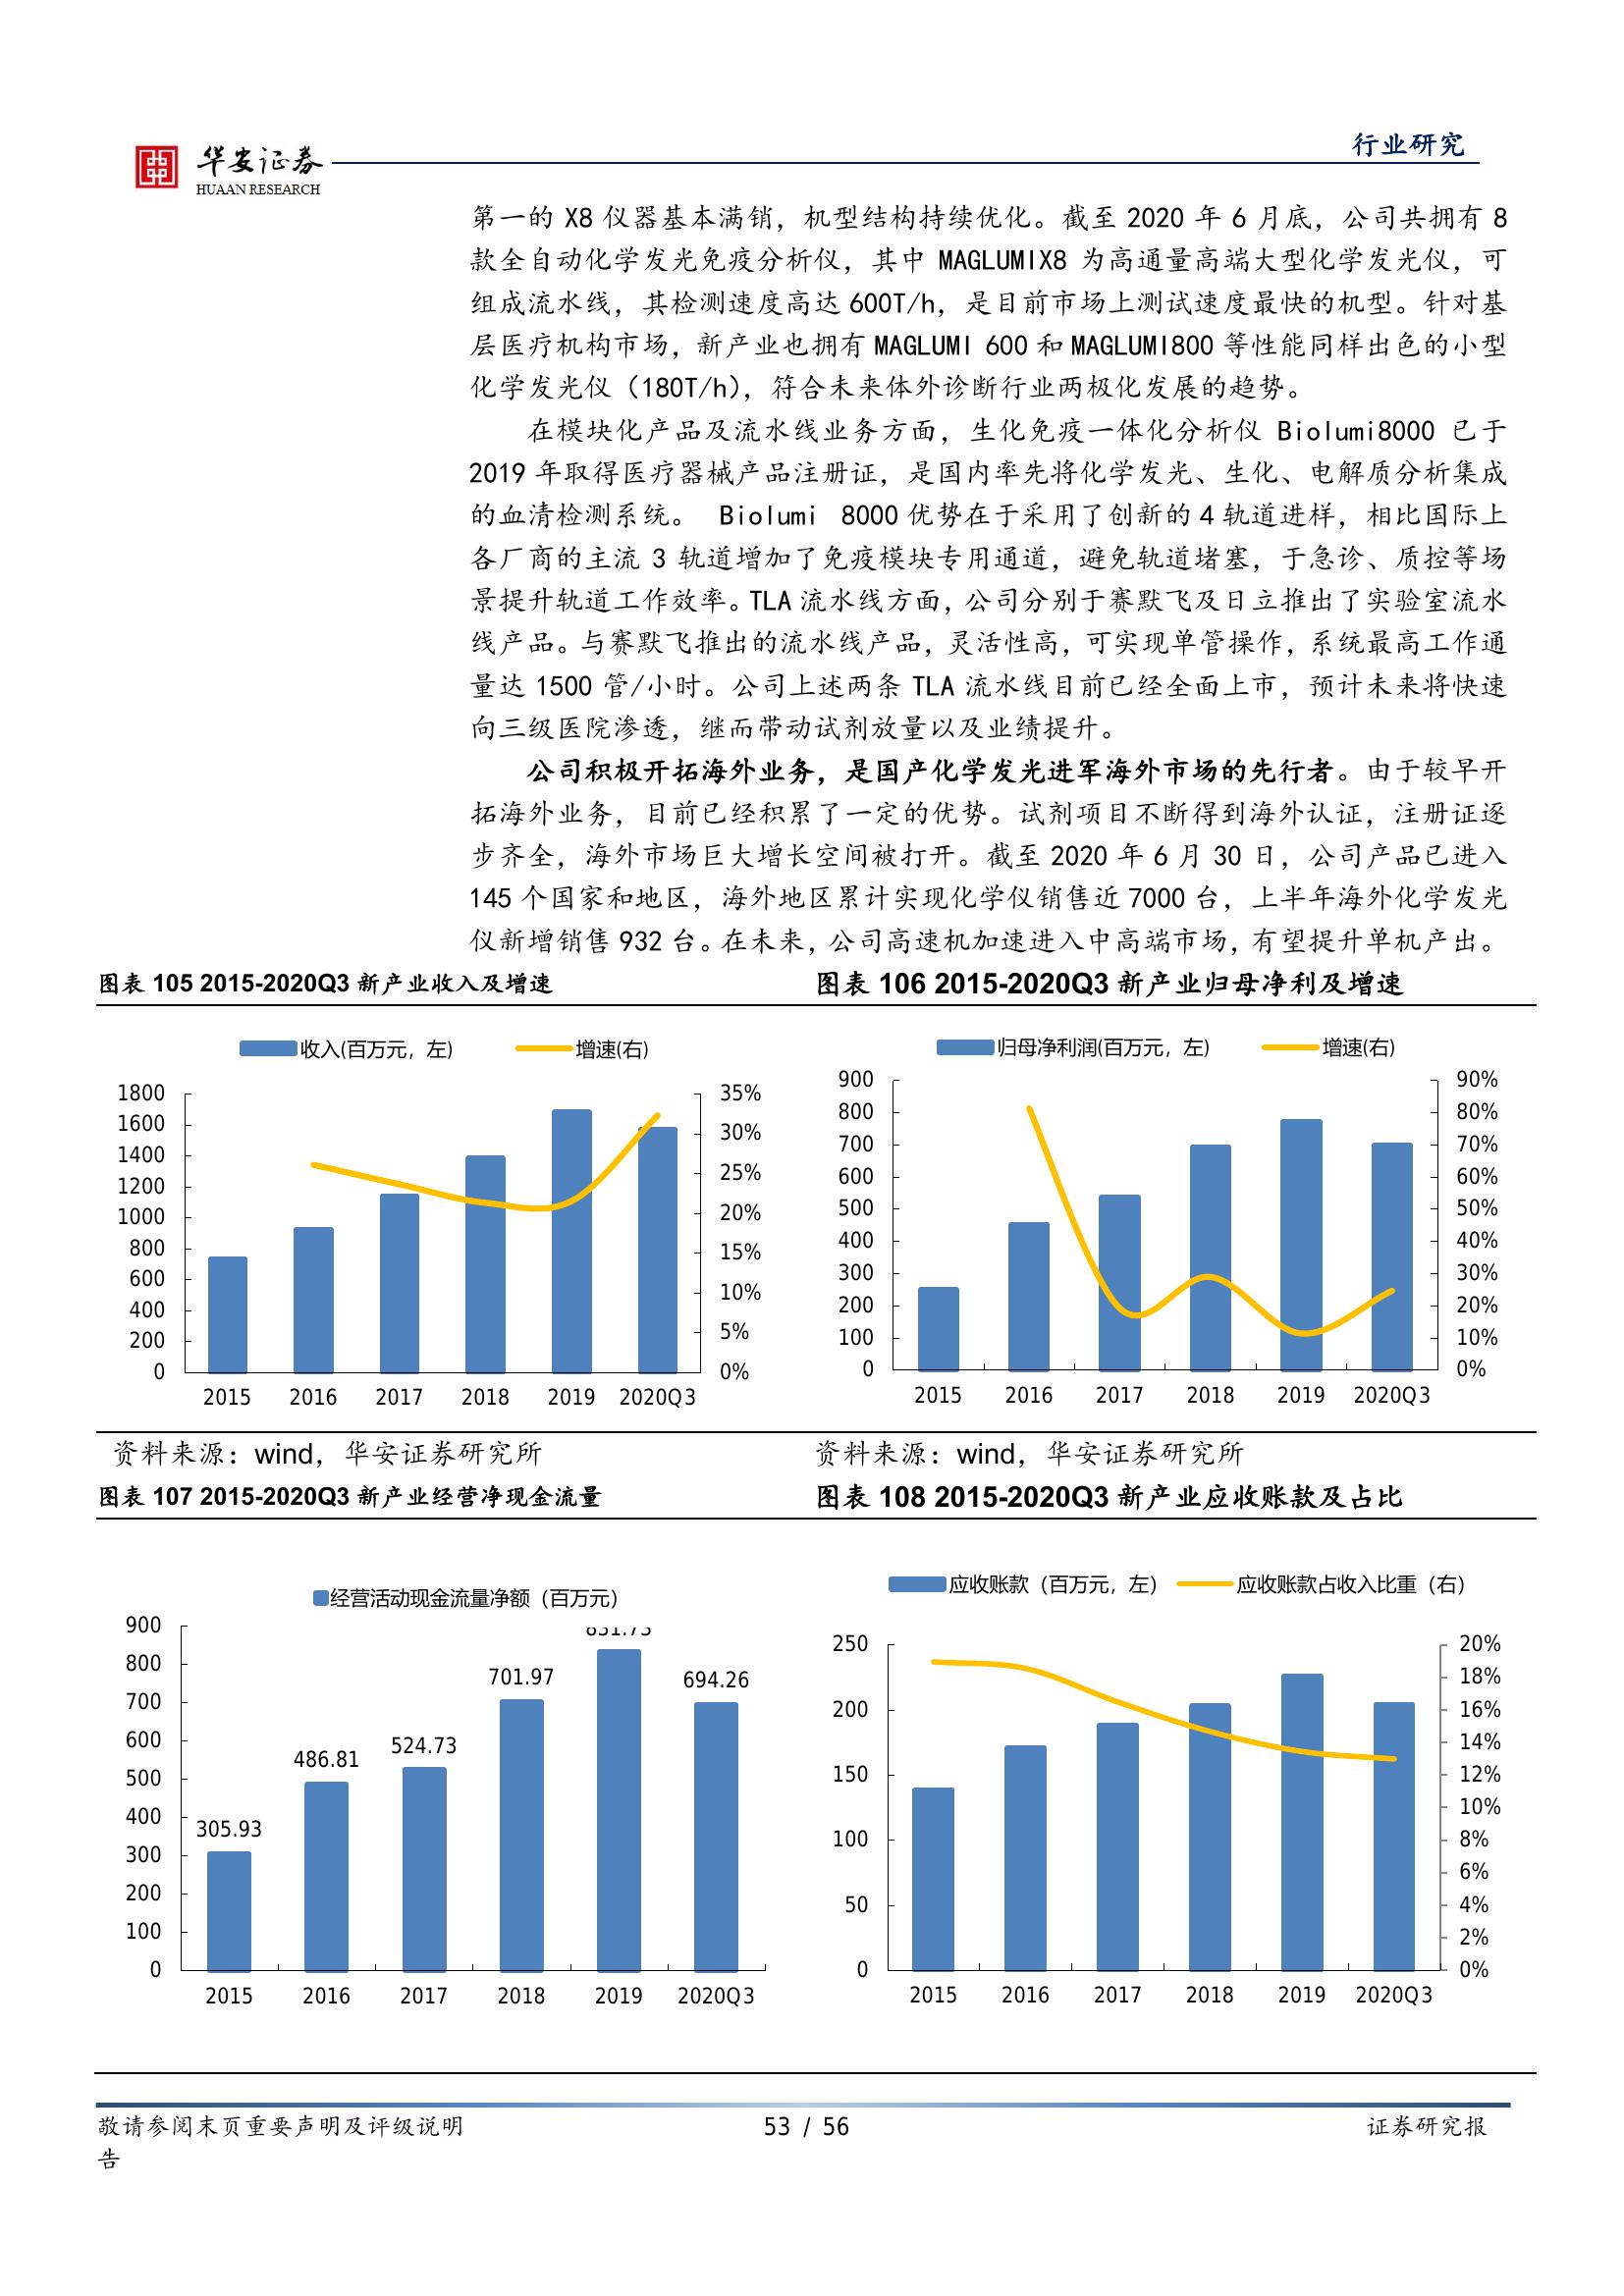 华安证券
HUAAN RESEARCH
行业研究
第一的 X8 仪器基本满销，机型结构持续优化。截至 2020 年 6 月底，公司共拥有 8
款全自动化学发光免疫分析仪，其中 MAGLUMIX8 为高通量高端大型化学发光仪，可
组成流水线，其检测速度高达 600T/h，是目前市场上测试速度最快的机型。针对基
层医疗机构市场，新产业也拥有 MAGLUMI 600 和 MAGLUMI800 等性能同样出色的小型
化学发光仪（180T/h），符合未来体外诊断行业两极化发展的趋势。
在模块化产品及流水线业务方面，生化免疫一体化分析仪 Biolumi8000 已于
2019 年取得医疗器械产品注册证，是国内率先将化学发光、生化、电解质分析集成
的血清检测系统。 Biolumi 8000 优势在于采用了创新的 4 轨道进样，相比国际上
各厂商的主流 3 轨道增加了免疫模块专用通道，避免轨道堵塞，于急诊、质控等场
景提升轨道工作效率。TLA 流水线方面，公司分别于赛默飞及日立推出了实验室流水
线产品。与赛默飞推出的流水线产品，灵活性高，可实现单管操作，系统最高工作通
量达 1500 管/小时。公司上述两条 TLA 流水线目前已经全面上市，预计未来将快速
向三级医院渗透，继而带动试剂放量以及业绩提升。
公司积极开拓海外业务，是国产化学发光进军海外市场的先行者。由于较早开
拓海外业务，目前已经积累了一定的优势。试剂项目不断得到海外认证，注册证逐
步齐全，海外市场巨大增长空间被打开。截至 2020 年 6 月 30 日，公司产品已进入
145 个国家和地区，海外地区累计实现化学仪销售近 7000 台，上半年海外化学发光
仪新增销售 932 台。在未来，公司高速机加速进入中高端市场，有望提升单机产出。
图表 105 2015-2020Q3 新产业收入及增速
收入(百万元，左) 增速(右)
1800
1600
1400
1200
1000
800
600
400
200
0
35%
30%
25%
20%
15%
10%
5%
0%
2015 2016 2017 2018 2019 2020Q3
资料来源：wind，华安证券研究所
图表 106 2015-2020Q3 新产业归母净利及增速
归母净利润(百万元，左) 增速(右)
900
800
700
600
500
400
300
200
100
0
90%
80%
70%
60%
50%
40%
30%
20%
10%
0%
2015 2016 2017 2018 2019 2020Q3
资料来源：wind，华安证券研究所
图表 107 2015-2020Q3 新产业经营净现金流量
经营活动现金流量净额（百万元）
900
800
700
600
500
400
300
200
100
0
305.93
486.81
524.73
701.97
694.26
2015 2016 2017 2018 2019 2020Q3
图表 108 2015-2020Q3 新产业应收账款及占比
应收账款（百万元，左） 应收账款占收入比重（右）
250
200
150
100
50
0
20%
18%
16%
14%
12%
10%
8%
6%
4%
2%
0%
2015 2016 2017 2018 2019 2020Q3
敬请参阅末页重要声明及评级说明 53 / 56 证券研究报
告